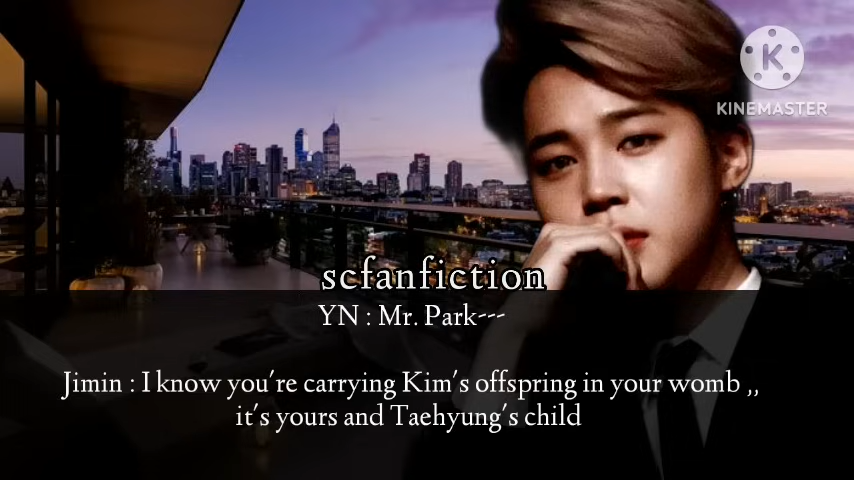 K
KINEMASTER
scfanfiction
YN : Mr. Park---
Jimin : I know you're carrying Kim's offspring in your womb ,,
it's yours and Taehyung's child